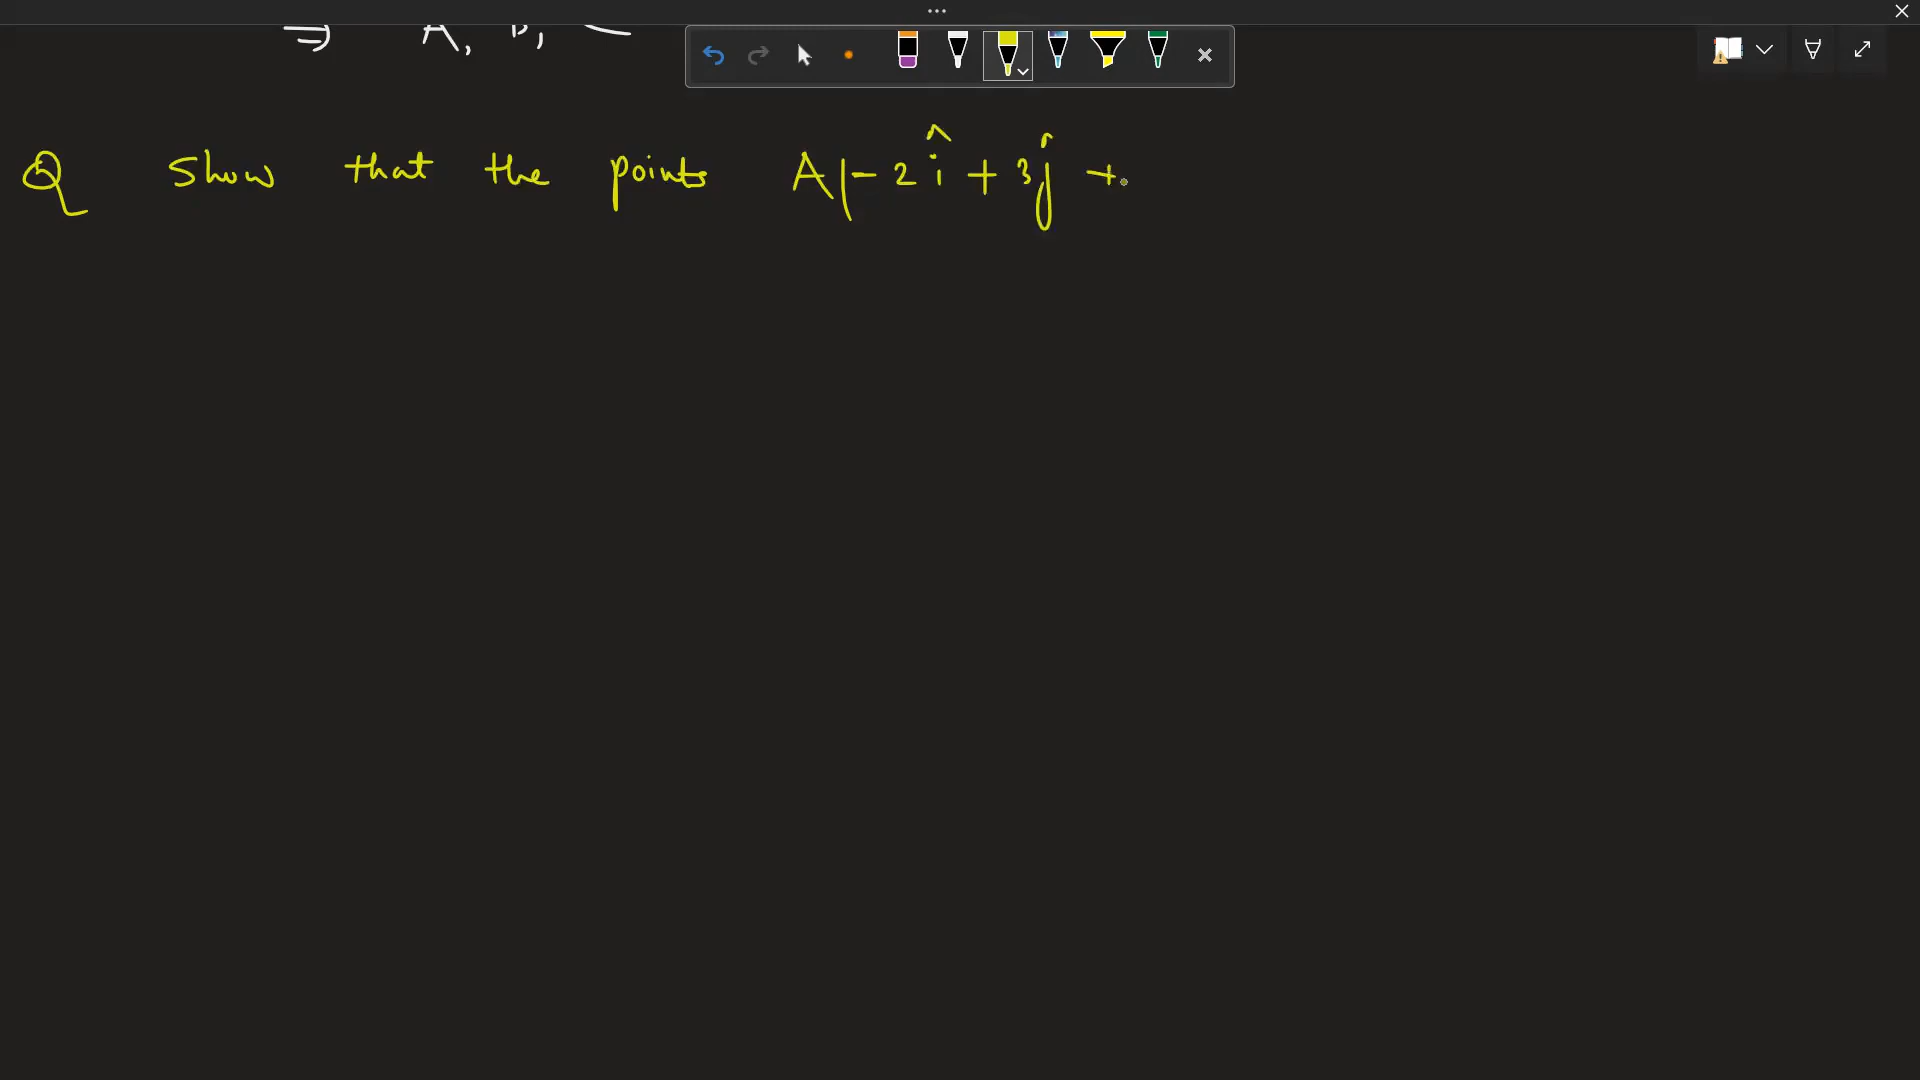 ⇒ A, B,
Q Show that the points A(-2î + 3ĵ +